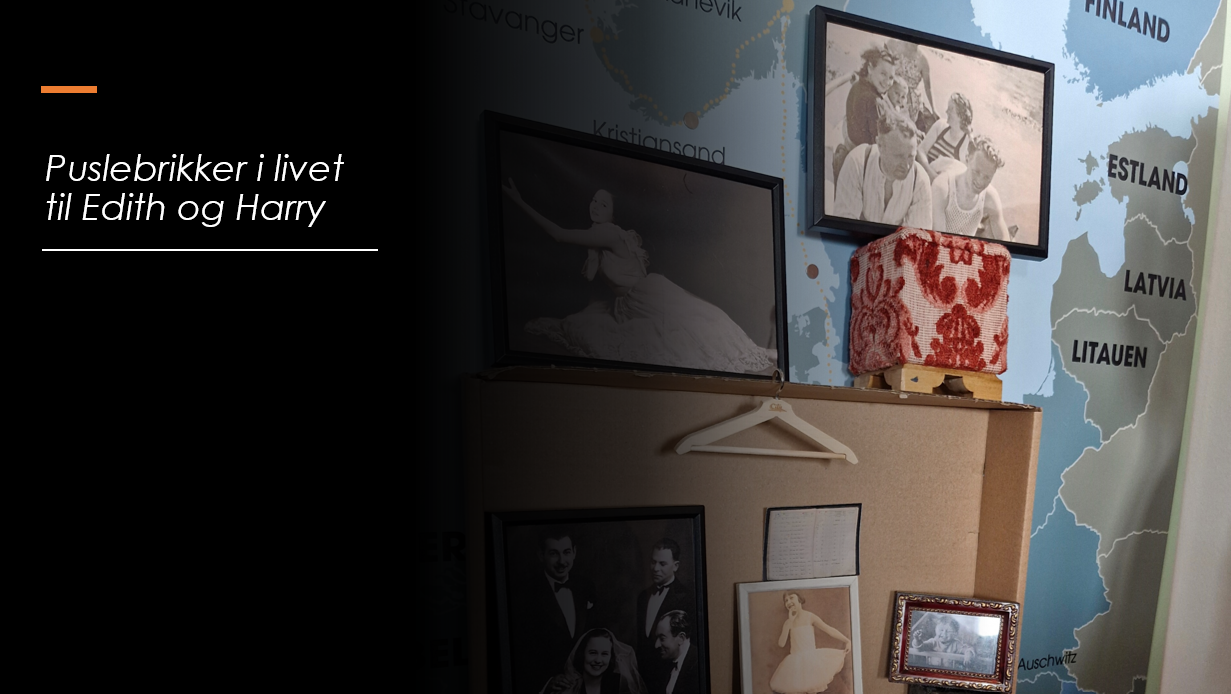 Puslebrikker i livet
til Edith og Harry
Stavanger
Kristiansand
FINLAND
ESTLAND
LATVIA
LITAUEN
Auschwitz